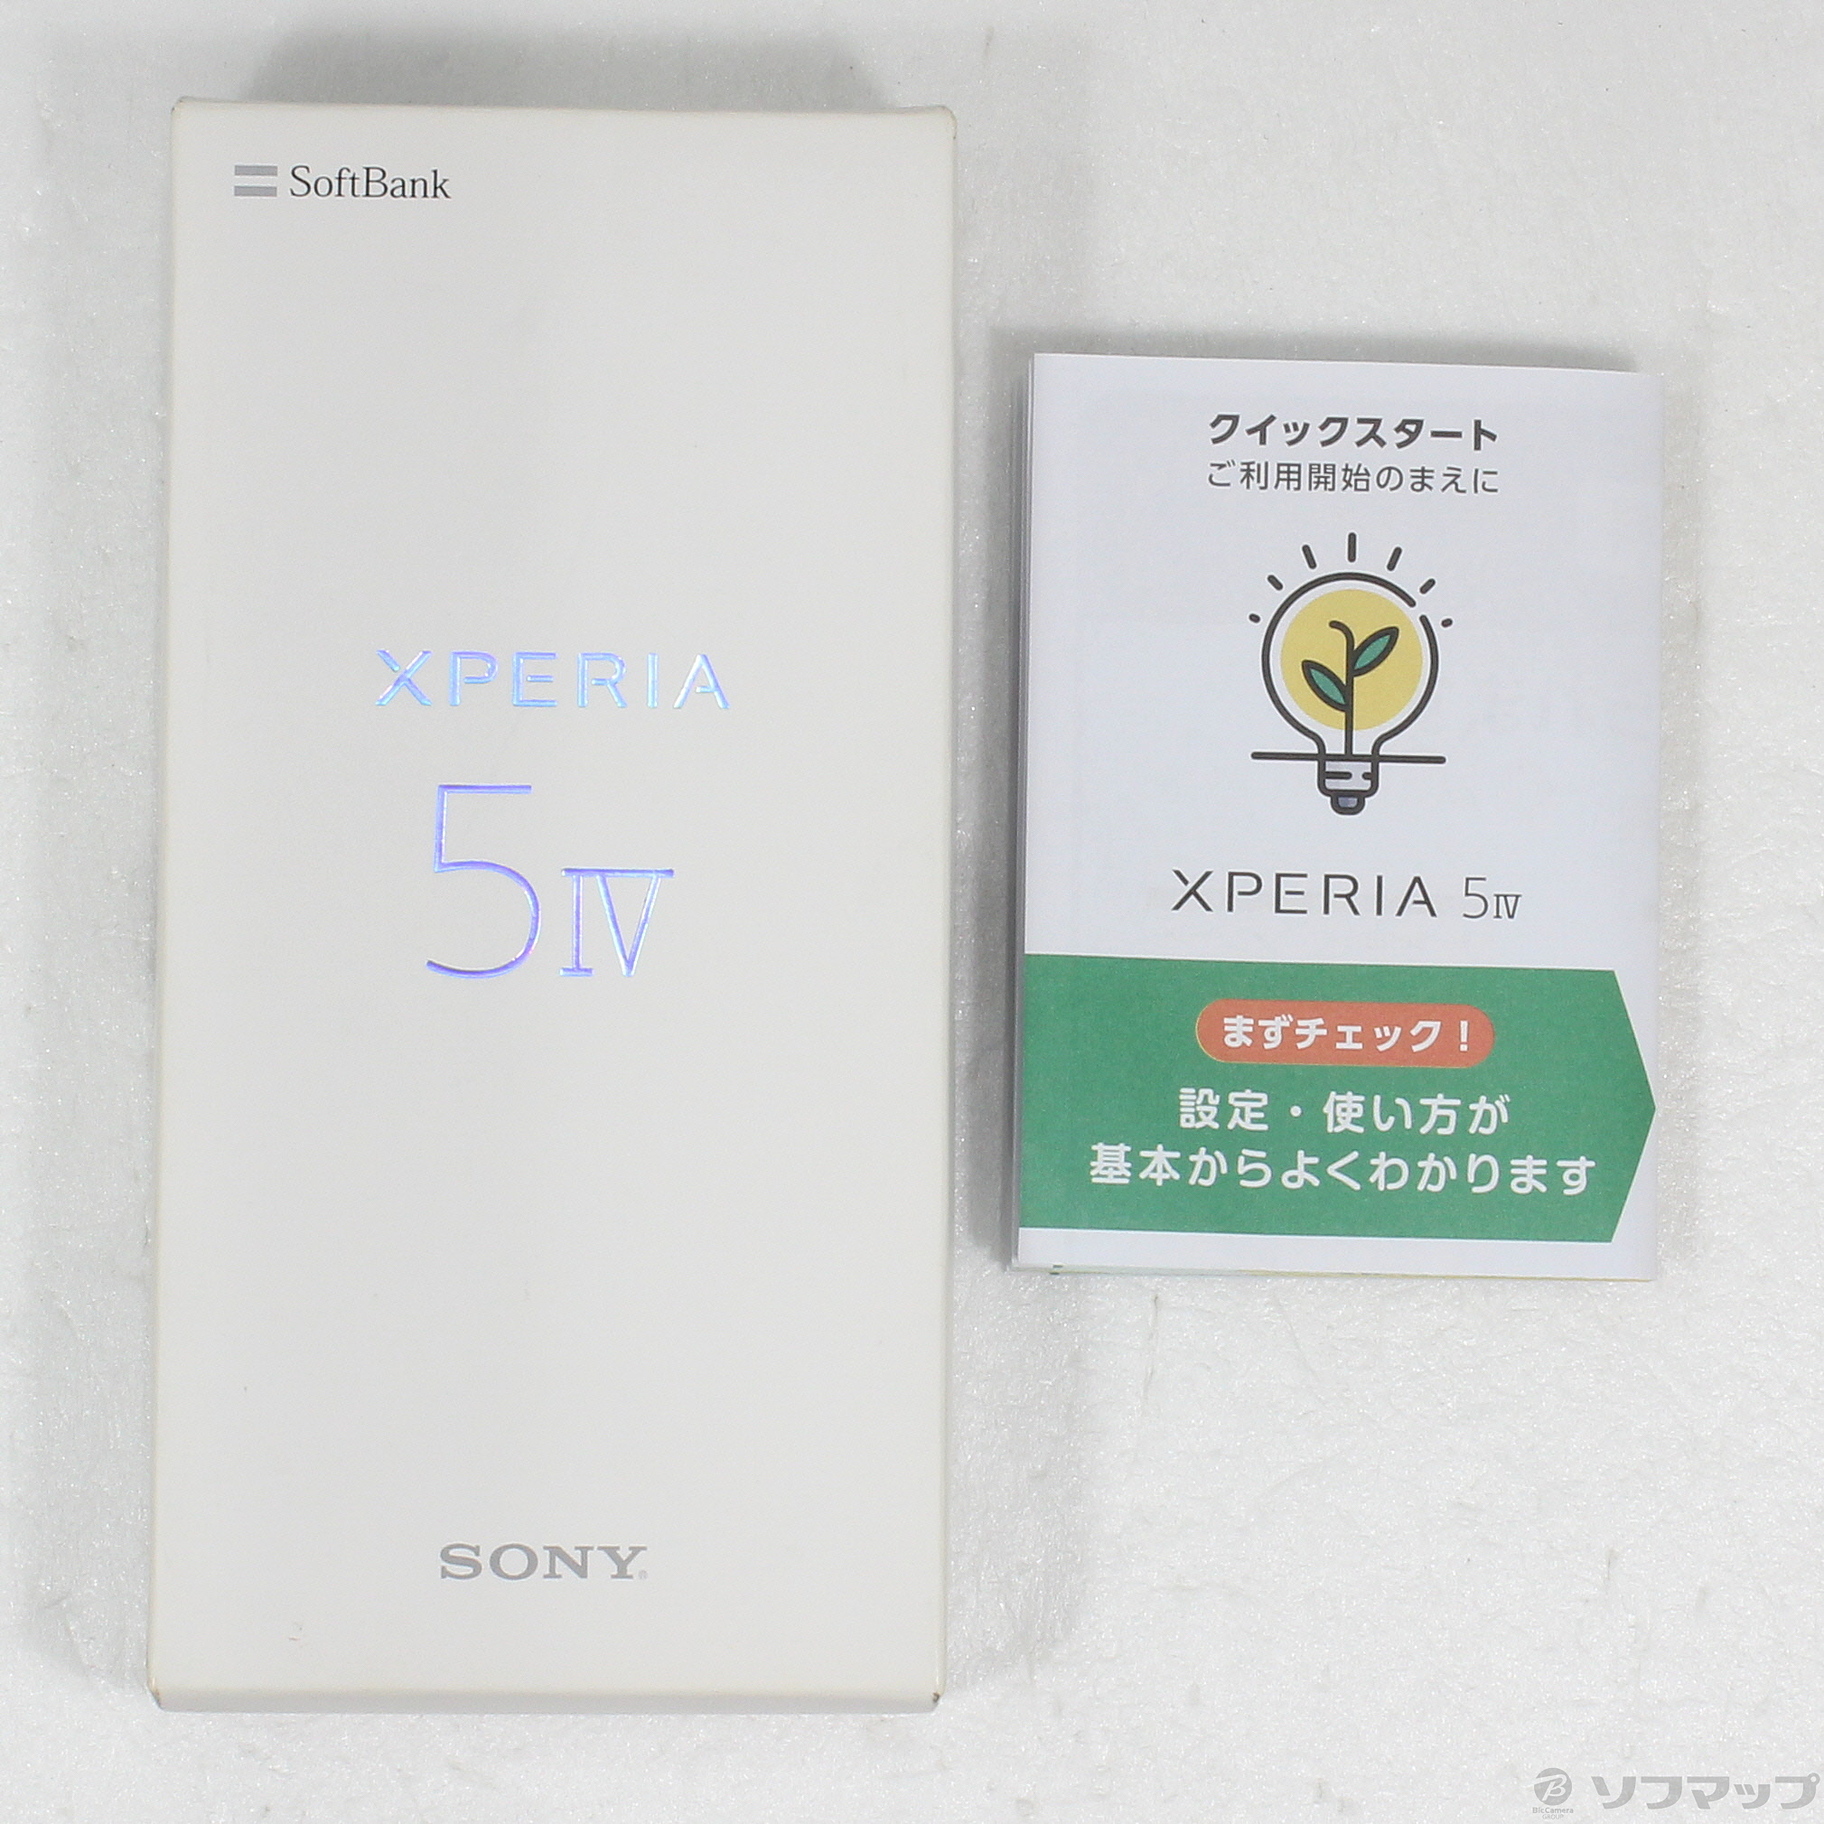 SoftBank
XPERIA
5IV
SONY
クイックスタート
ご利用開始のまえに
XPERIA 5IV
まずチェック！
設定・使い方が
基本からよくわかります
BicCamera
GROUP
ソフマップ